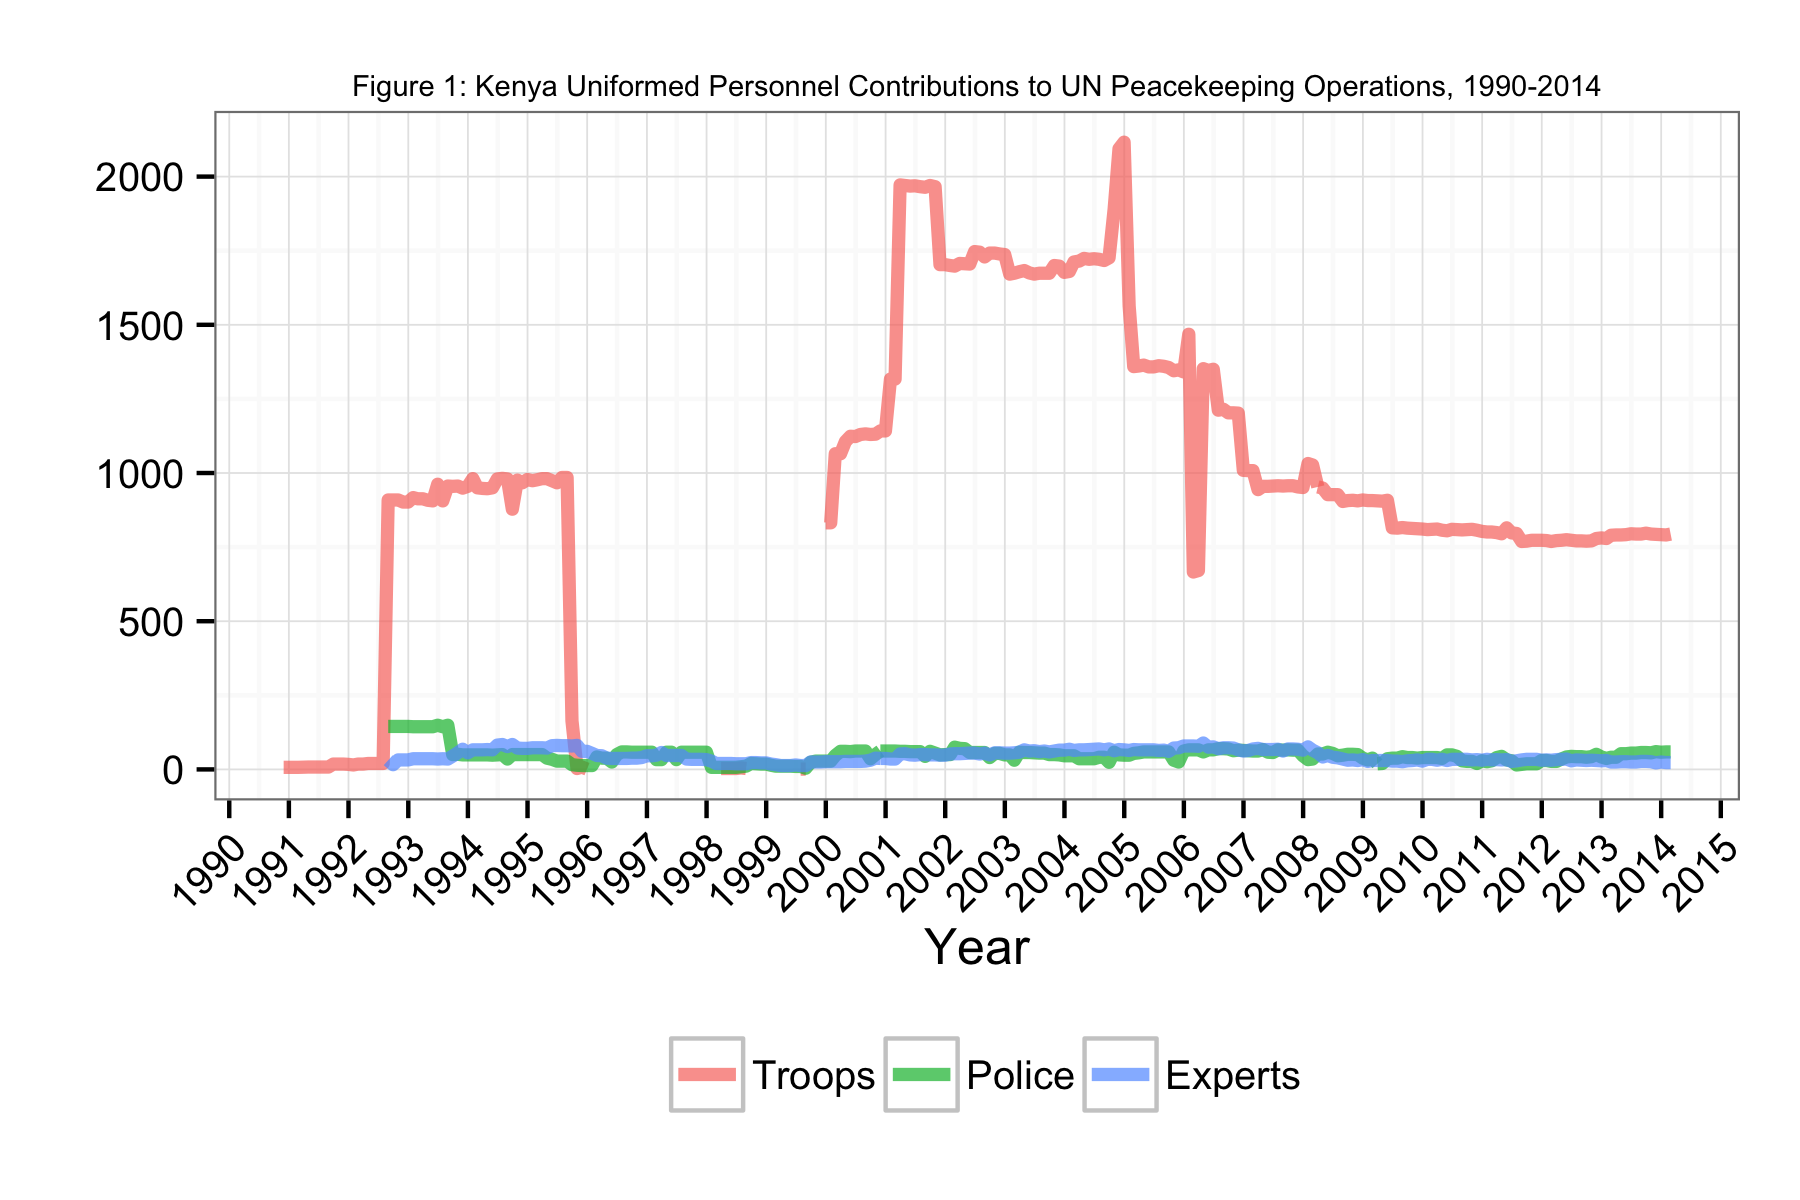 Figure 1: Kenya Uniformed Personnel Contributions to UN Peacekeeping Operations, 1990-2014
2000
1500
1000
500
0
1990 1991 1992 1993 1994 1995 1996 1997 1998 1999 2000 2001 2002 2003 2004 2005 2006 2007 2008 2009 2010 2011 2012 2013 2014 2015
Year
Troops Police Experts